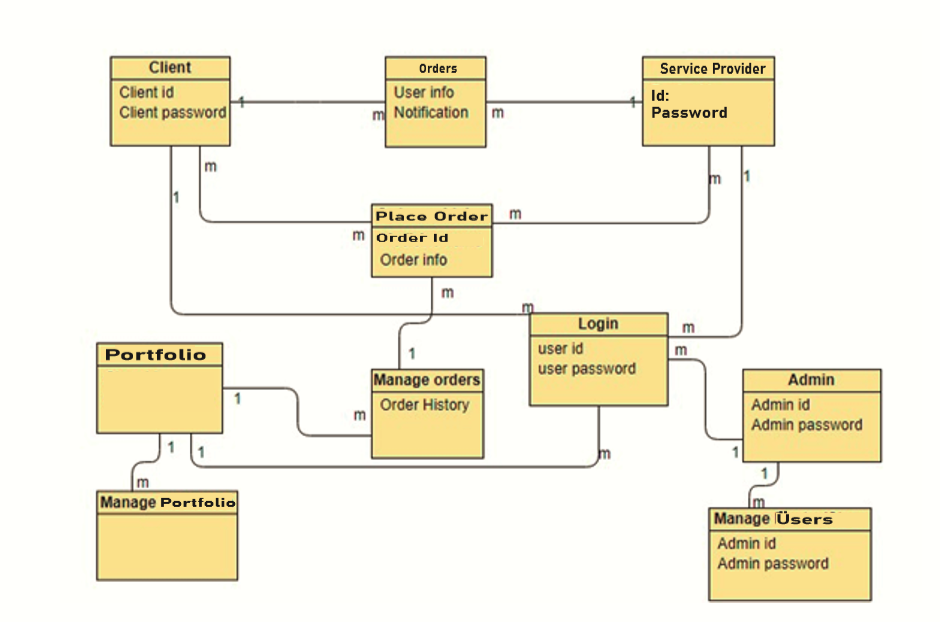 Client
Client id
Client password
Orders
User info
Notification
Service Provider
Id:
Password
1
m
m
1
m
1
m
m
m
1
Place Order
Order Id
Order info
m
m
1
m
Login
user id
user password
m
m
m
Portfolio
1
m
Manage orders
Order History
Admin
Admin id
Admin password
1
1
1
m
Manage Portfolio
1
m
Manage Üsers
Admin id
Admin password